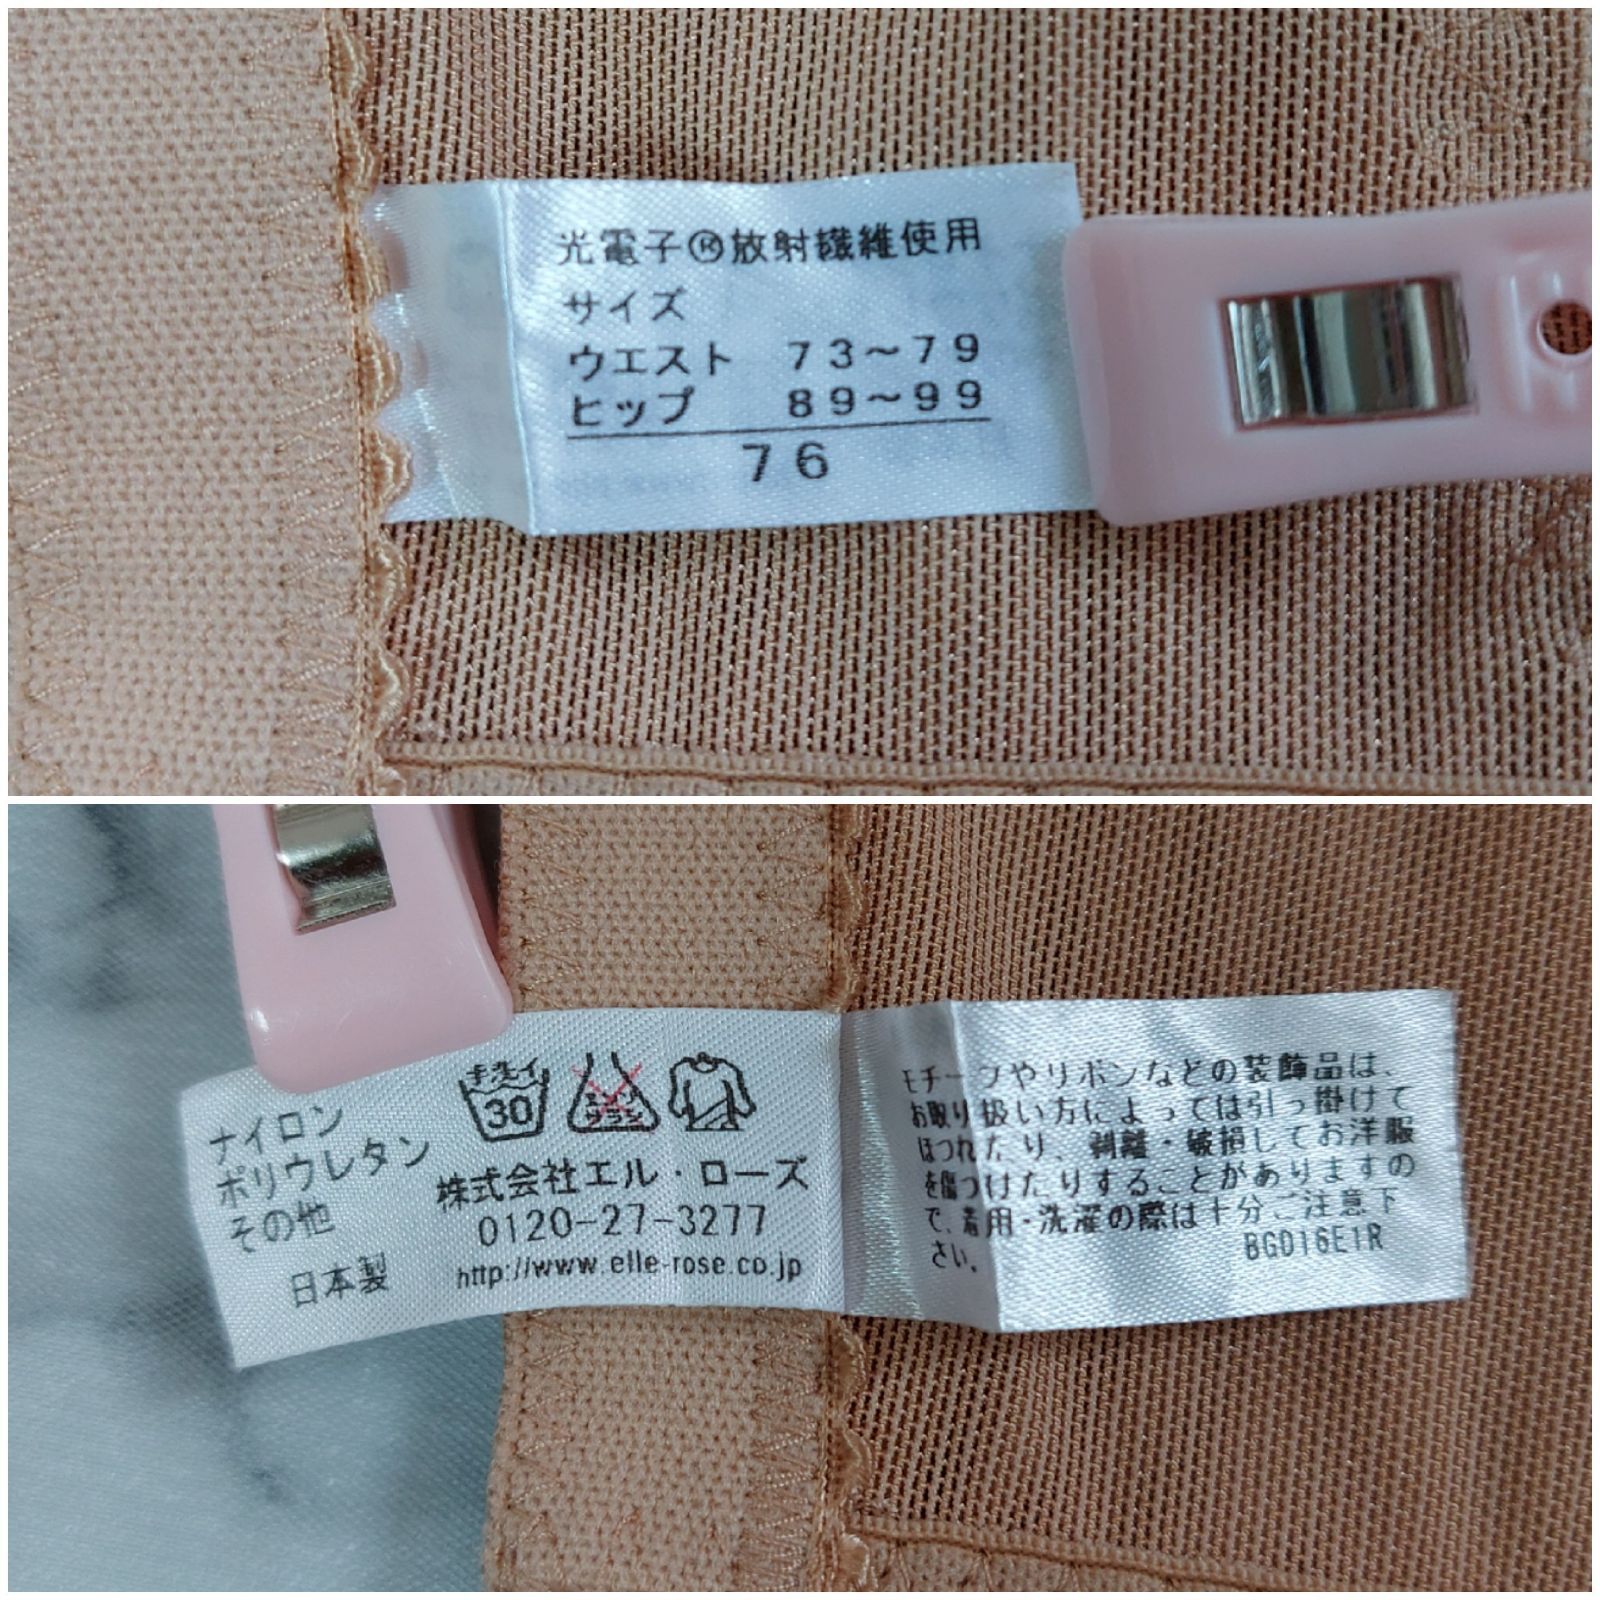 光電子®放射繊維使用
サイズ
ウエスト 73〜79
ヒップ 89〜99
76
ナイロン
ポリウレタン
その他
日本製
手洗イ
30
エンソ
サラシ
株式会社エル・ローズ
0120-27-3277
http://www.elle-rose.co.jp
モチーフやリボンなどの装飾品は、
お取り扱い方によっては引っ掛けて
ほつれたり、剥離・破損してお洋服
を傷つけたりすることがありますの
で、着用・洗濯の際は十分ご注意下
さい。
BGD16E1R